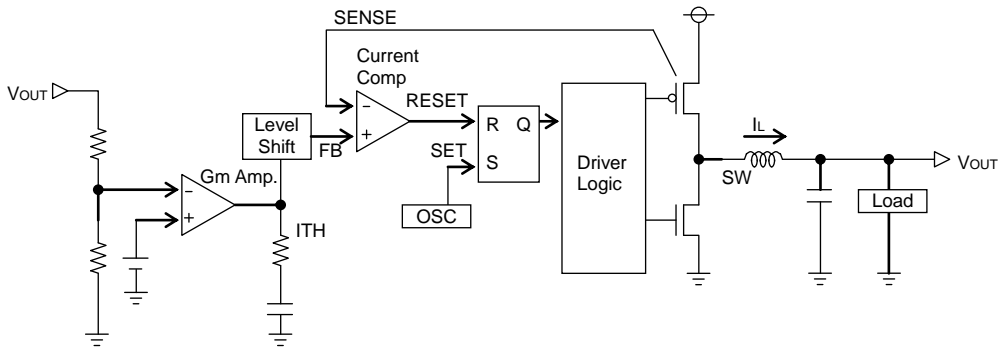 SENSE
Current
Comp
VOUT
RESET
Level
Shift
FB
R Q
S
SET
Driver
Logic
IL
SW
VOUT
Load
Gm Amp.
OSC
ITH
− +
− +